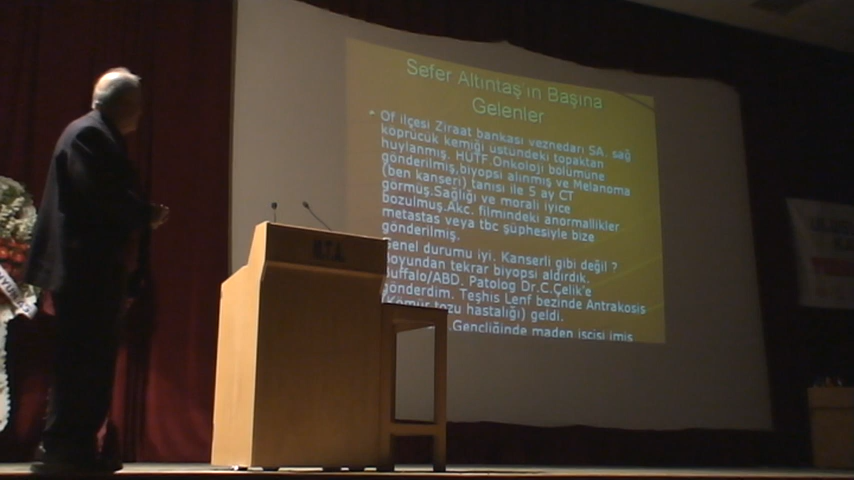 Sefer Altıntaş'ın Başına
Gelenler
Of ilçesi Ziraat bankası veznedarı SA. sağ
köprücük kemiği üstündeki topaktan
huylanmış. HÜTF.Onkoloji bölümüne
gönderilmiş,biyopsi alınmış ve Melanoma
(ben kanseri) tanısı ile 5 ay CT
görmüş.Sağlığı ve morali iyice
bozulmuş.Akc. filmindeki anormallikler
metastas veya tbc şüphesiyle bize
gönderilmiş.
Genel durumu iyi. Kanserli gibi değil ?
Boyundan tekrar biyopsi aldırdık.
Buffalo/ABD. Patolog Dr.C.Çelik'e
gönderdim. Teşhis Lenf bezinde Antrakosis
(Kömür tozu hastalığı) geldi.
.Gençliğinde maden işçisi imiş